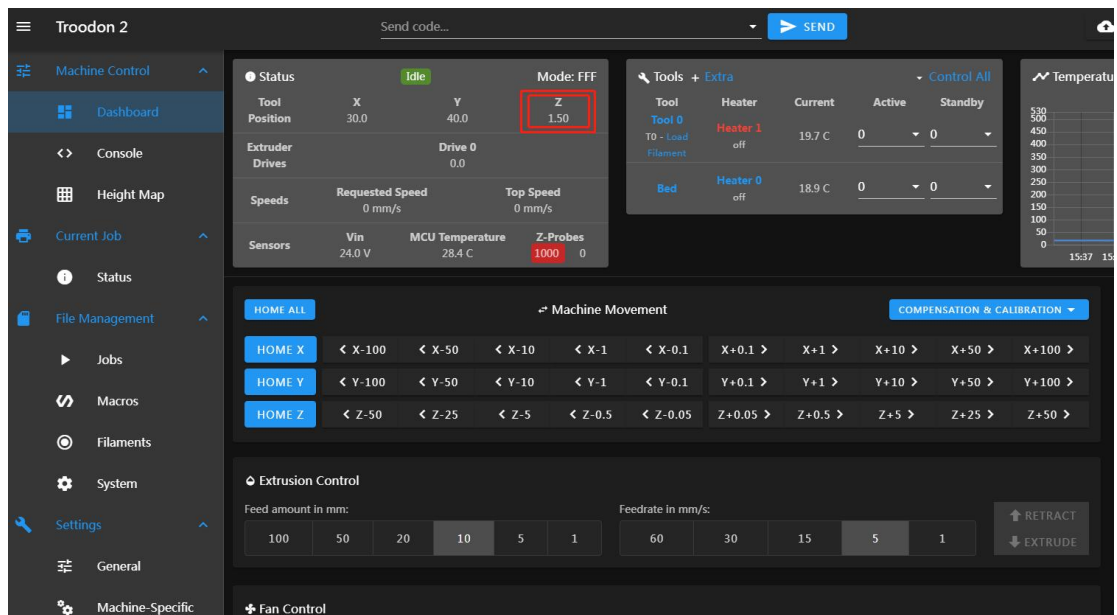 Troodon 2
Send code...
SEND
Machine Control
Dashboard
Console
Height Map
Current Job
Status
File Management
Jobs
Macros
Filaments
System
Settings
General
Machine-Specific
Status Idle Mode: FFF
Tool Position X Y Z
30.0 40.0 1.50
Extruder Drives Drive 0
0.0
Speeds Requested Speed Top Speed
0 mm/s 0 mm/s
Sensors Vin MCU Temperature Z-Probes
24.0 V 28.4 C 1000 0
Tools + Extra Control All
Tool Heater Current Active Standby
Tool 0
T0 - Load Filament
Heater 1
off
19.7 C 0 0
Bed
Heater 0
off
18.9 C 0 0
Temperatu
530
500
450
400
350
300
250
200
150
100
50
0
15:37 15:
HOME ALL Machine Movement COMPENSATION & CALIBRATION
HOME X X-100 X-50 X-10 X-1 X-0.1 X+0.1 X+1 X+10 X+50 X+100
HOME Y Y-100 Y-50 Y-10 Y-1 Y-0.1 Y+0.1 Y+1 Y+10 Y+50 Y+100
HOME Z Z-50 Z-25 Z-5 Z-0.5 Z-0.05 Z+0.05 Z+0.5 Z+5 Z+25 Z+50
Extrusion Control
Feed amount in mm: Feedrate in mm/s:
100 50 20 10 5 1 60 30 15 5 1
RETRACT
EXTRUDE
Fan Control